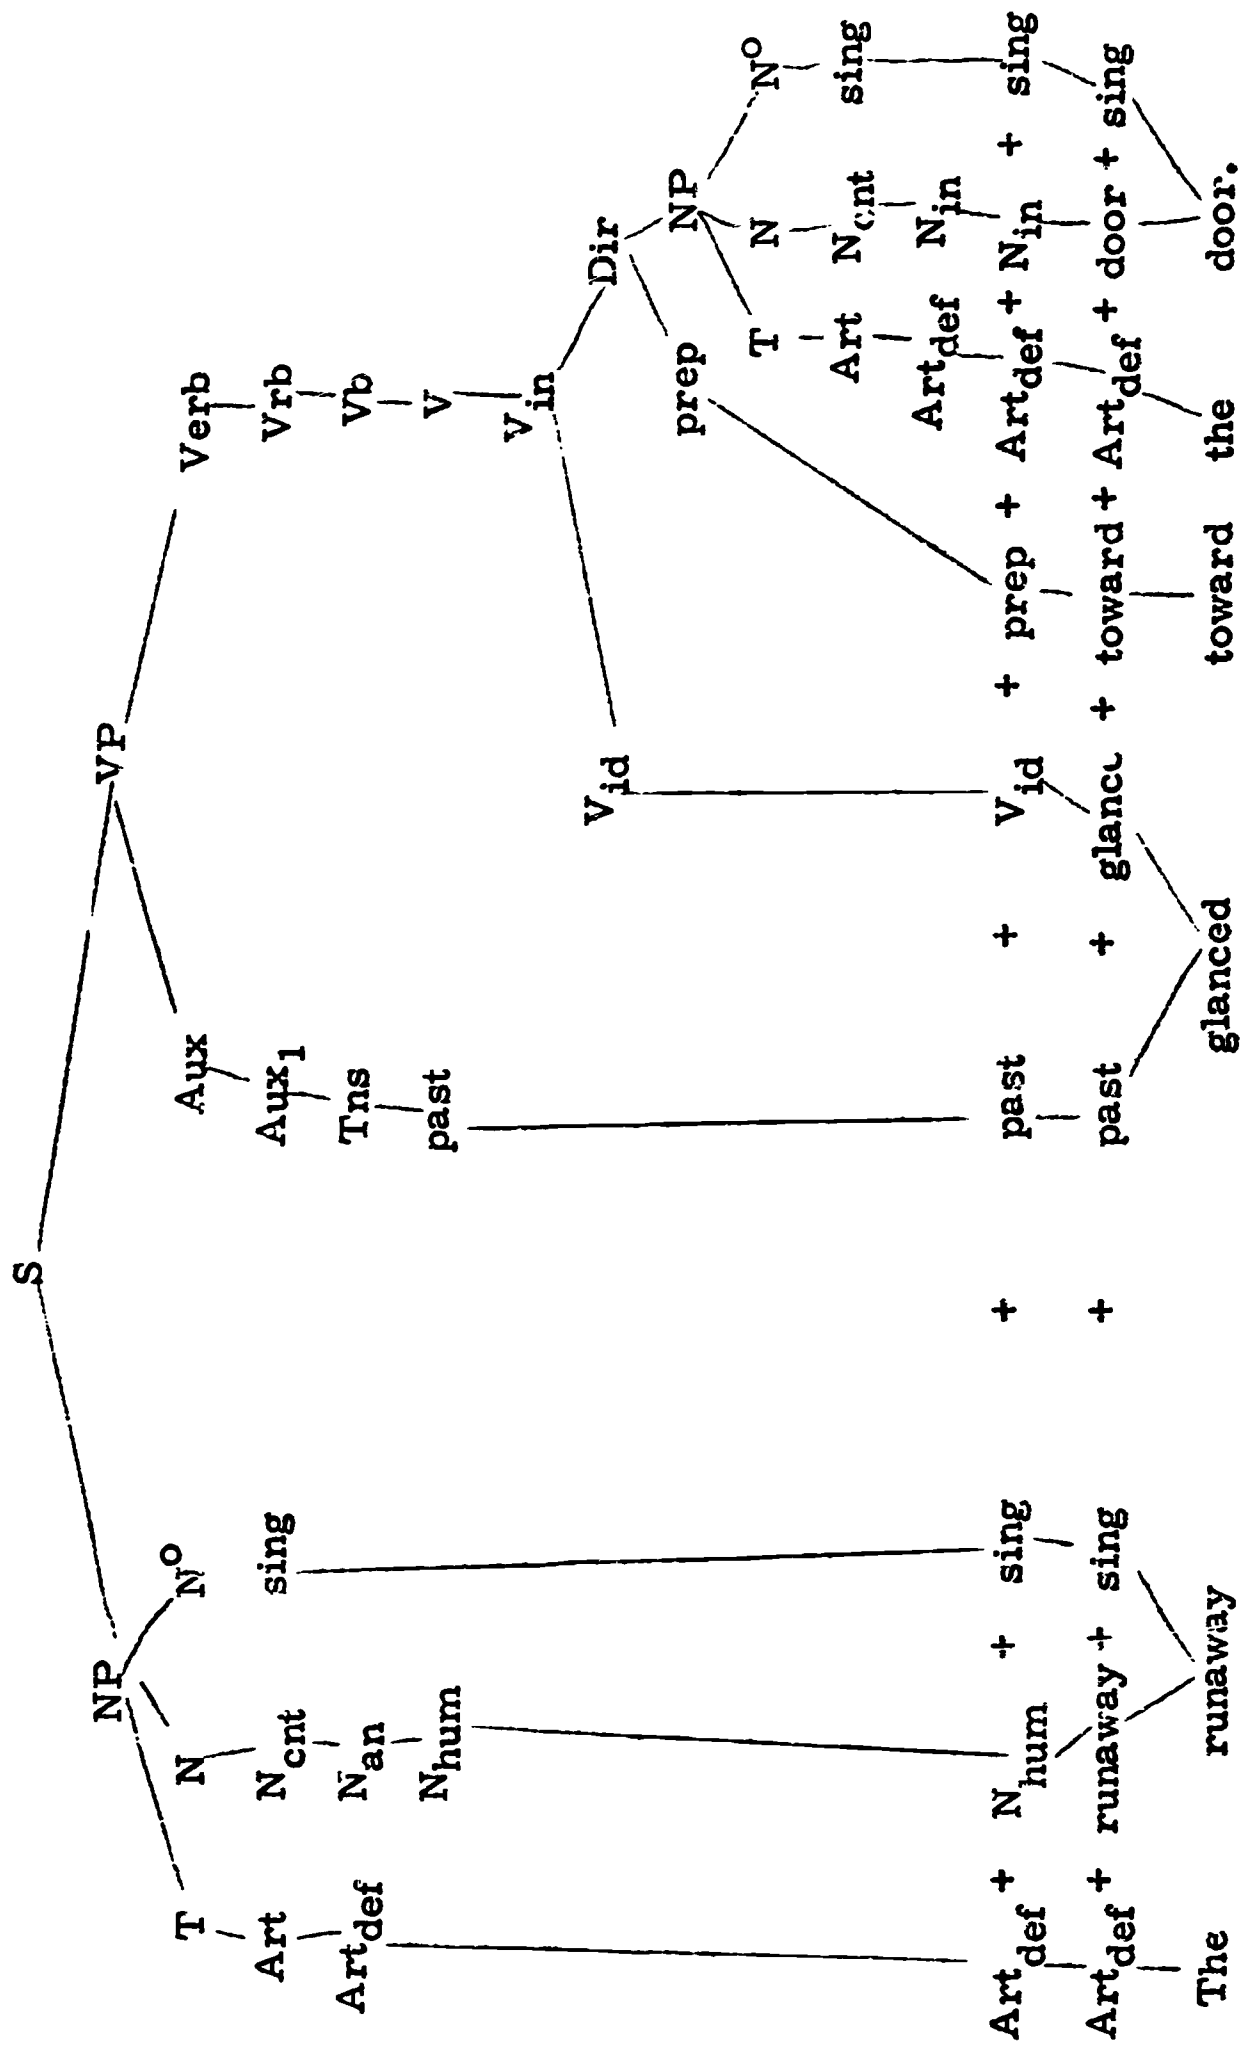 S
NP VP
T N Nº Aux Verb
Art Ncnt sing Aux1 Vrb
Artdef Nan Tns Vb
Nhum past V
Vin
Vid Dir
prep NP
T N Nº
Art Ncnt sing
Artdef Nin
Artdef + Nhum + sing + past + Vid + prep + Artdef + Nin + sing
Artdef + runaway + sing + past + glance + toward + Artdef + door + sing
The runaway glanced toward the door.